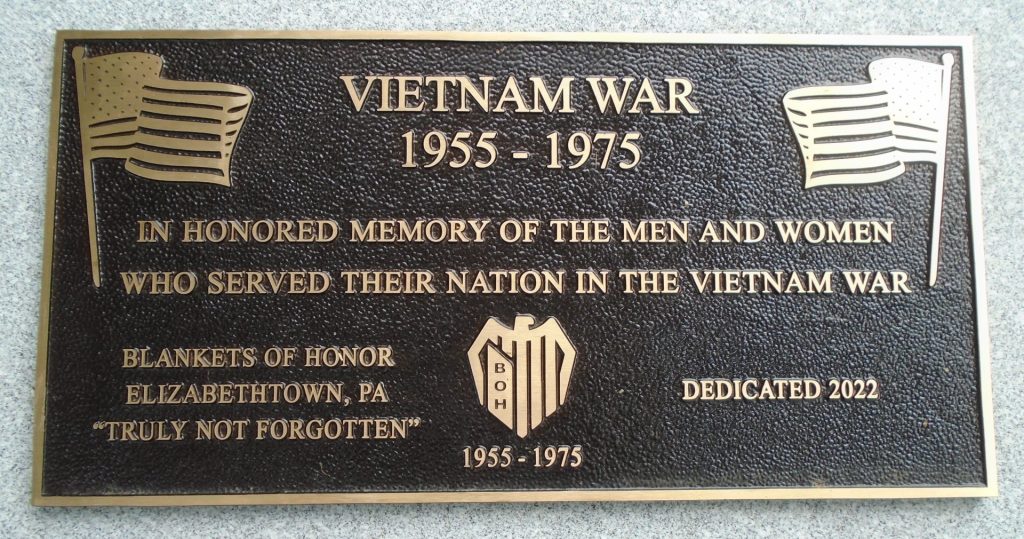 VIETNAM WAR
1955 - 1975
IN HONORED MEMORY OF THE MEN AND WOMEN
WHO SERVED THEIR NATION IN THE VIETNAM WAR
BLANKETS OF HONOR
ELIZABETHTOWN, PA
“TRULY NOT FORGOTTEN”
BOH
1955 - 1975
DEDICATED 2022